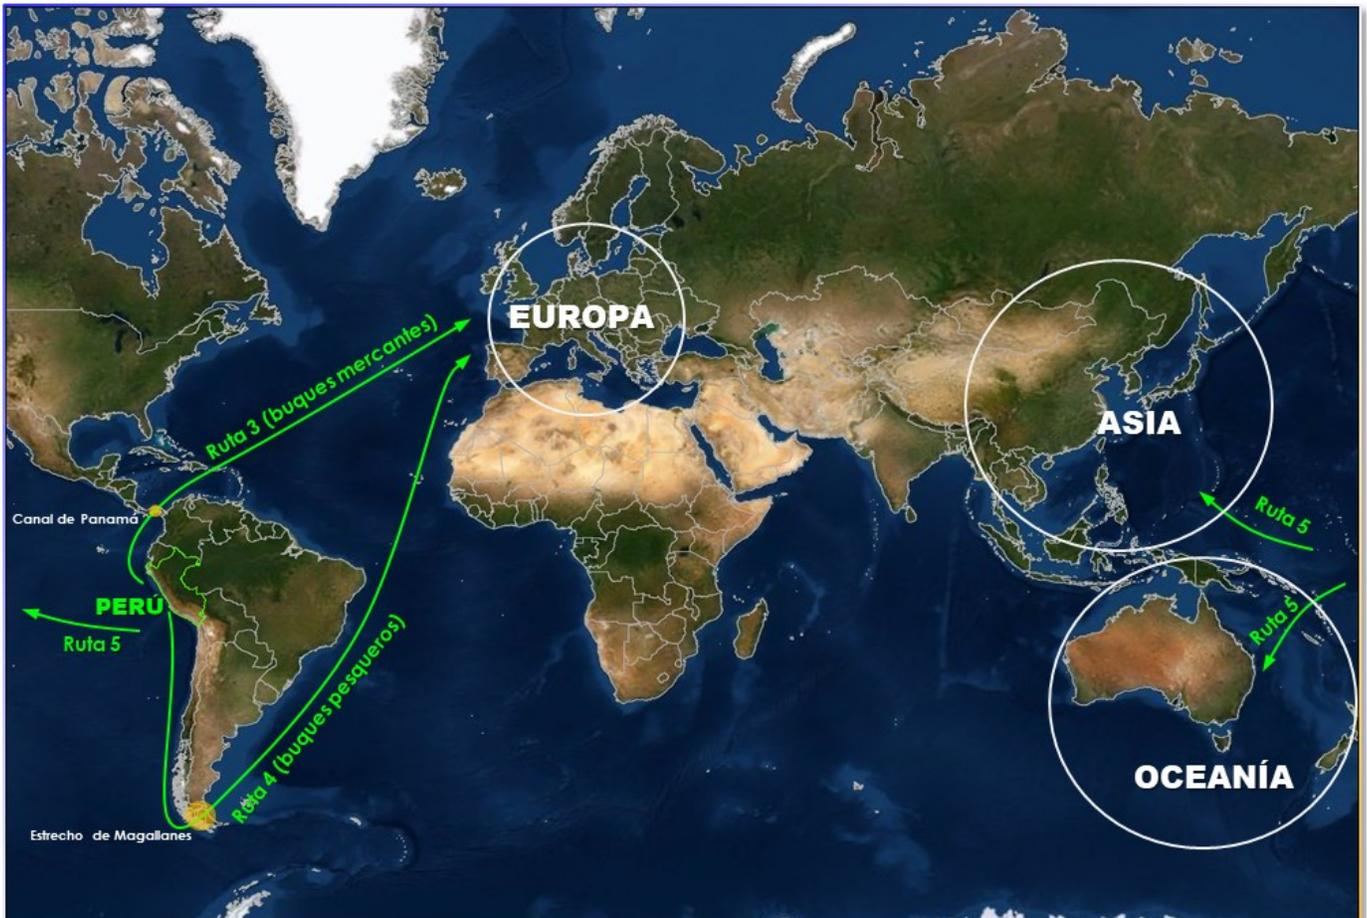 EUROPA
Ruta 3 (buques mercantes)
ASIA
Canal de Panamá
Ruta 5
PERÚ
Ruta 5
Ruta 5
Ruta 4 (buques pesqueros)
OCEANÍA
Estrecho de Magallanes